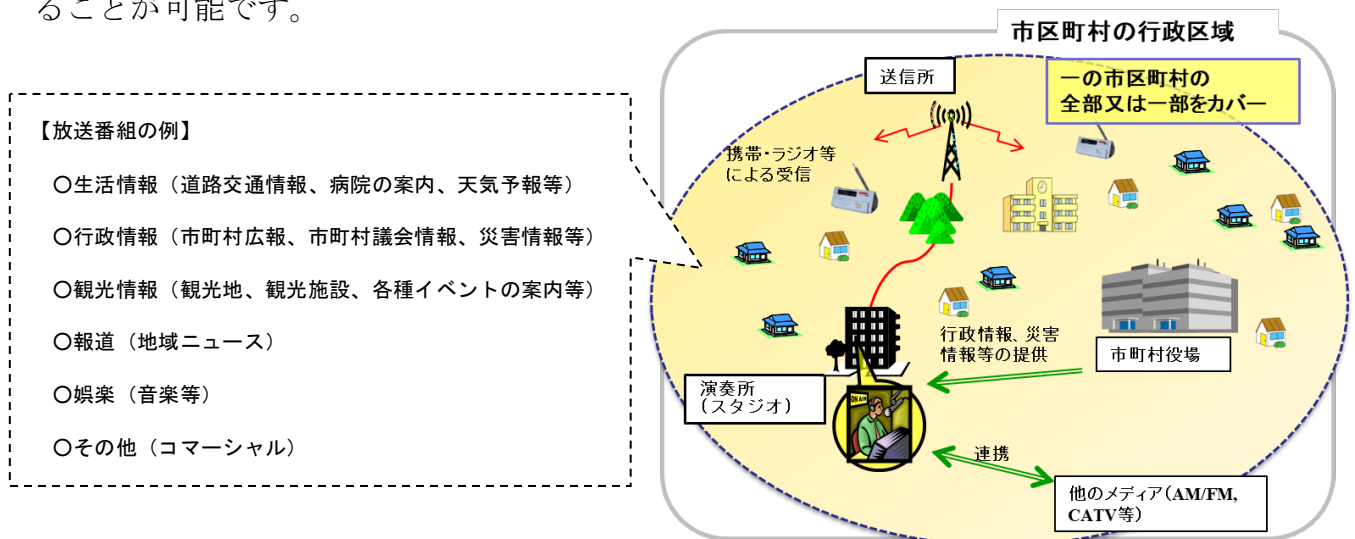 ることが可能です。
市区町村の行政区域
一の市区町村の
全部又は一部をカバー
送信所
携帯・ラジオ等
による受信
【放送番組の例】
○生活情報（道路交通情報、病院の案内、天気予報等）
○行政情報（市町村広報、市町村議会情報、災害情報等）
○観光情報（観光地、観光施設、各種イベントの案内等）
○報道（地域ニュース）
○娯楽（音楽等）
○その他（コマーシャル）
行政情報、災害
情報等の提供
市町村役場
演奏所
（スタジオ）
ON AIR
連携
他のメディア（AM/FM,
CATV等）